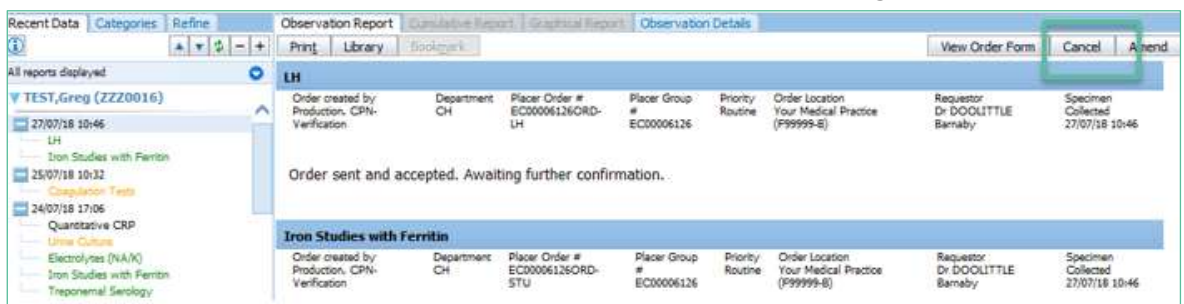 Recent Data Categories Refine
Observation Report Cumulative Report Graphical Report Observation Details
Print Library Bookmark
View Order Form Cancel Amend
All reports displayed
TEST,Greg (ZZZ0016)
27/07/18 10:46
LH
Iron Studies with Ferritin
25/07/18 10:32
Coagulation Tests
24/07/18 17:06
Quantitative CRP
Urine Culture
Electrolytes (NA/K)
Iron Studies with Ferritin
Treponemal Serology
LH
Order created by Department Placer Order # Placer Group Priority Order Location Requestor Specimen
Production, CPN- CH EC00006126ORD- # Routine Your Medical Practice Dr DOOLITTLE Collected
Verification LH EC00006126 (F99999-B) Barnaby 27/07/18 10:46
Order sent and accepted. Awaiting further confirmation.
Iron Studies with Ferritin
Order created by Department Placer Order # Placer Group Priority Order Location Requestor Specimen
Production, CPN- CH EC00006126ORD- # Routine Your Medical Practice Dr DOOLITTLE Collected
Verification STU EC00006126 (F99999-B) Barnaby 27/07/18 10:46